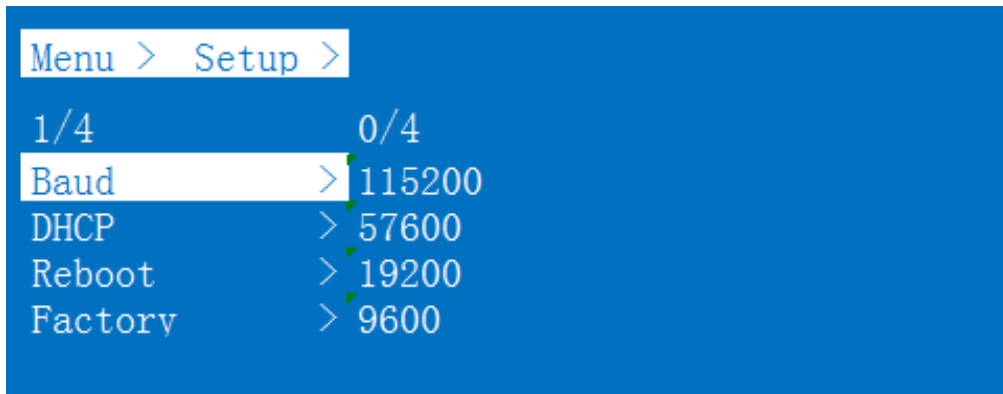 Menu > Setup >
1/4 0/4
Baud > 115200
DHCP > 57600
Reboot > 19200
Factory > 9600